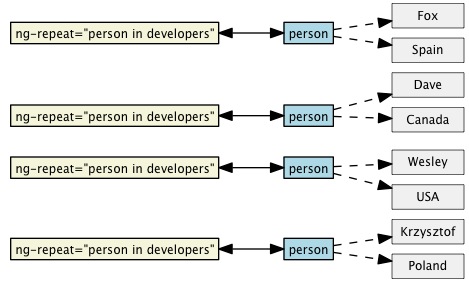 Fox
ng-repeat="person in developers" person
Spain
Dave
ng-repeat="person in developers" person
Canada
Wesley
ng-repeat="person in developers" person
USA
Krzysztof
ng-repeat="person in developers" person
Poland